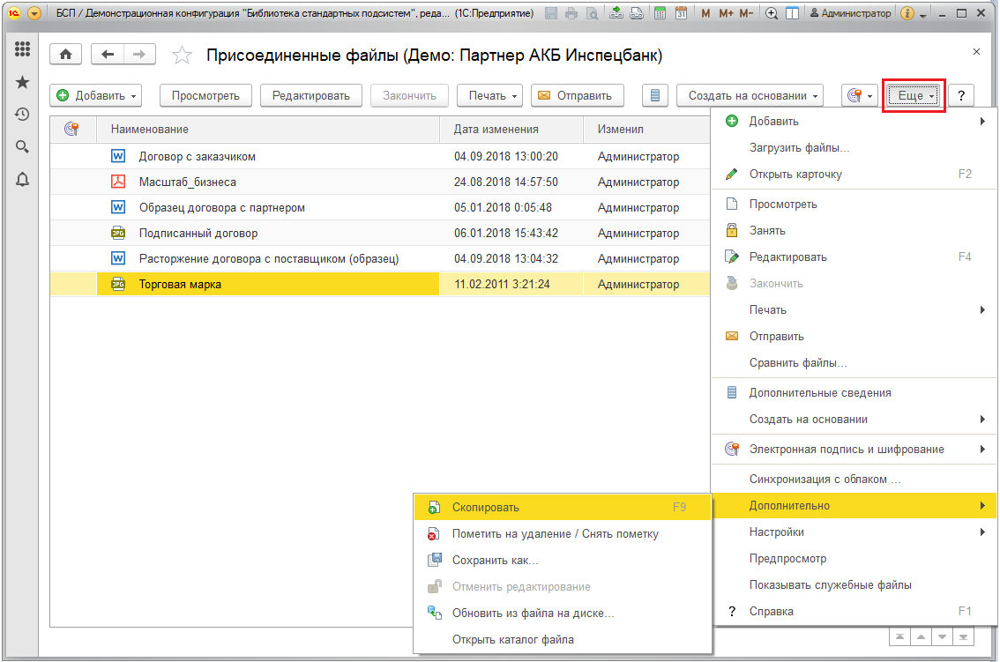 БСП / Демонстрационная конфигурация "Библиотека стандартных подсистем", реда... (1С:Предприятие) M M+ M- Администратор
Присоединенные файлы (Демо: Партнер АКБ Инспецбанк)
Добавить Просмотреть Редактировать Закончить Печать Отправить Создать на основании Еще ?
Наименование Дата изменения Изменил
Договор с заказчиком 04.09.2018 13:00:20 Администратор
Масштаб_бизнеса 24.08.2018 14:57:50 Администратор
Образец договора с партнером 05.01.2018 0:05:48 Администратор
Подписанный договор 06.01.2018 15:43:42 Администратор
Расторжение договора с поставщиком (образец) 04.09.2018 13:04:32 Администратор
Торговая марка 11.02.2011 3:21:24 Администратор
Добавить
Загрузить файлы...
Открыть карточку F2
Просмотреть
Занять
Редактировать F4
Закончить
Печать
Отправить
Сравнить файлы...
Дополнительные сведения
Создать на основании
Электронная подпись и шифрование
Синхронизация с облаком ...
Дополнительно
Настройки
Предпросмотр
Показывать служебные файлы
? Справка F1
Скопировать F9
Пометить на удаление / Снять пометку
Сохранить как...
Отменить редактирование
Обновить из файла на диске...
Открыть каталог файла